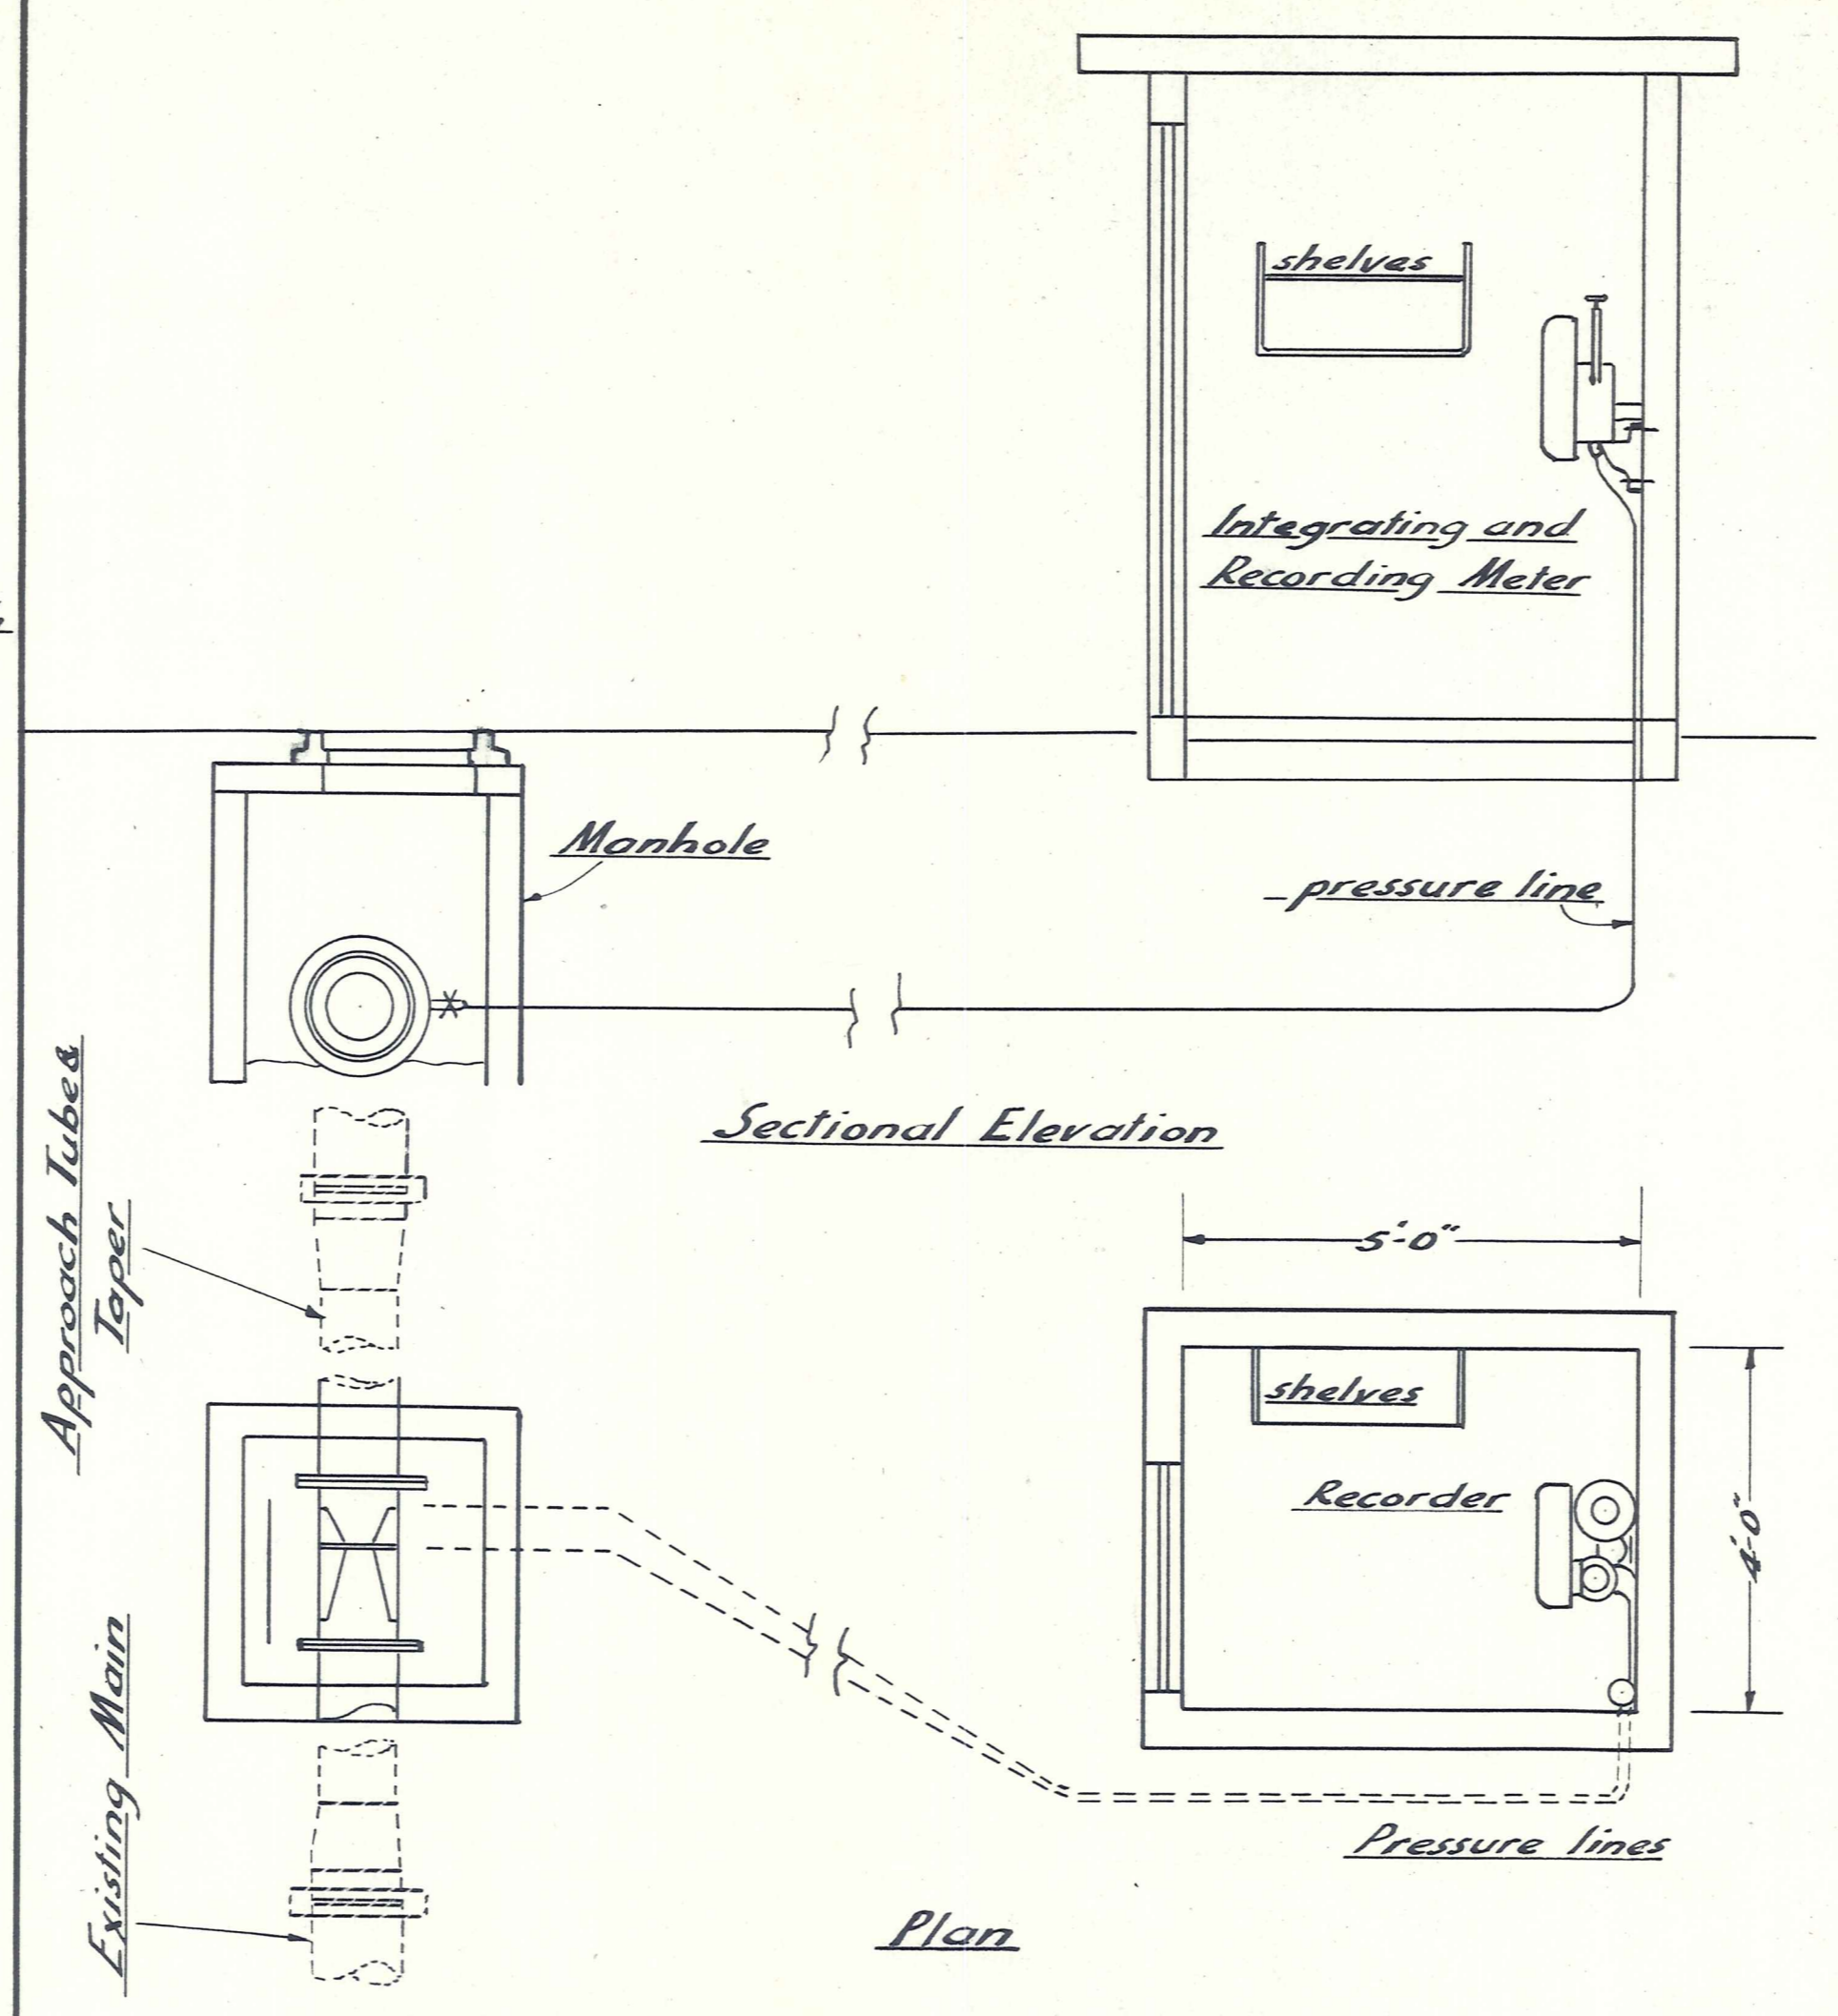 shelves
Integrating and
Recording Meter
Manhole
pressure line
Sectional Elevation
Approach Tube &
Taper
5'-0"
shelves
Recorder
4'-0"
Existing Main
Pressure lines
Plan